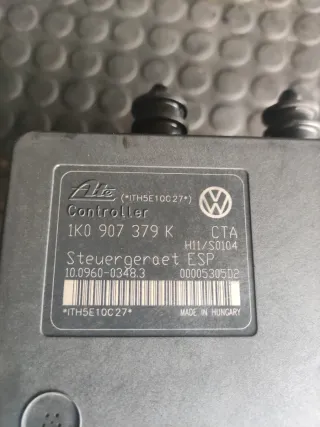 Ate (*ITH5E10C27*)
Controller
1K0 907 379 K CTA
H11/S0104
Steuergeraet ESP
10.0960-0348.3 0000530502
*ITH5E10C27* MADE IN HUNGARY